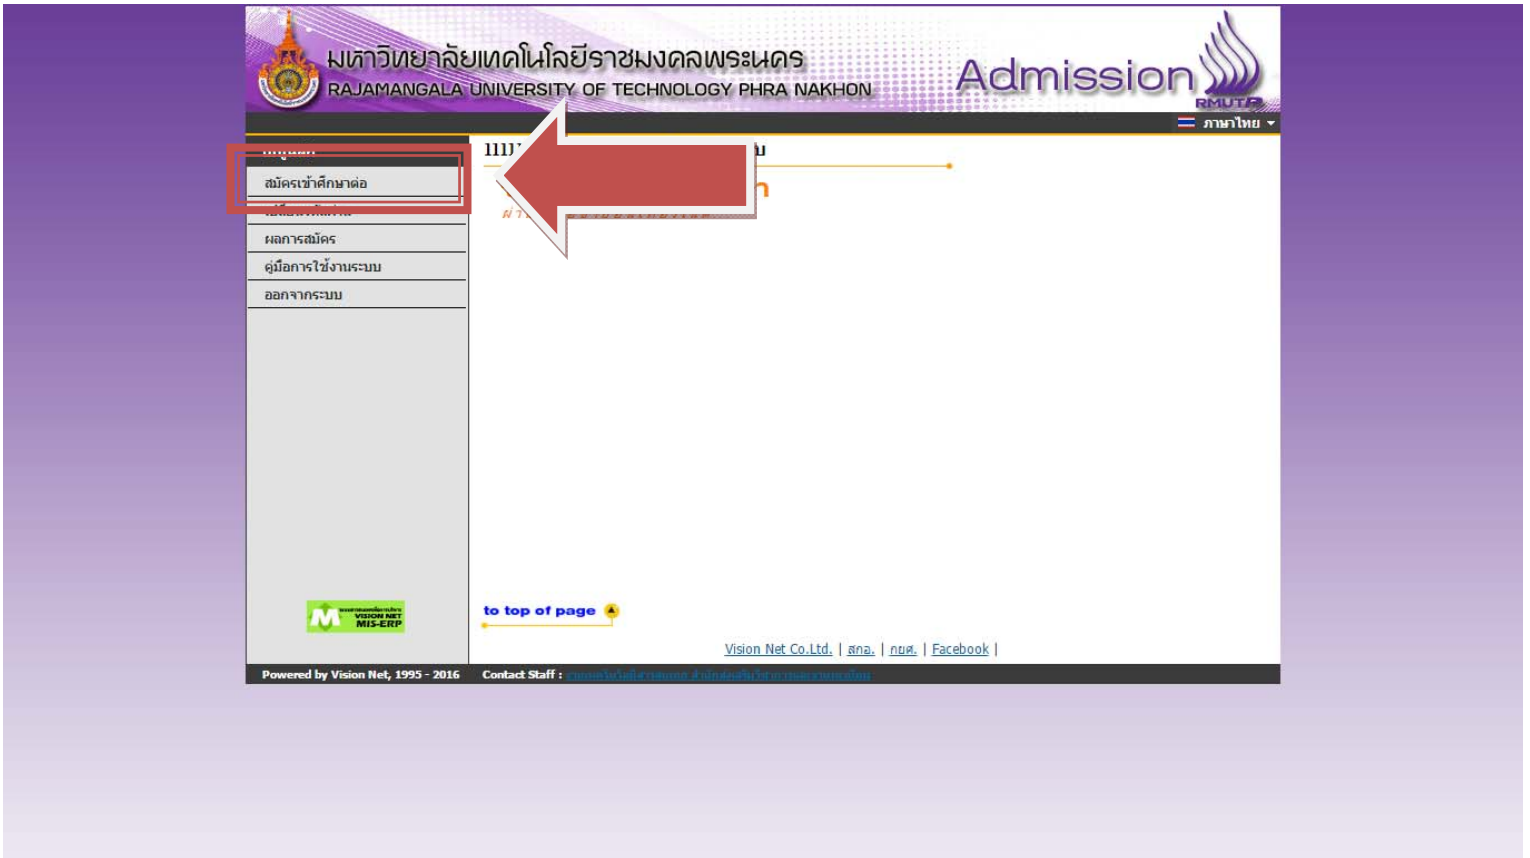 มหาวิทยาลัยเทคโนโลยีราชมงคลพระนคร
RAJAMANGALA UNIVERSITY OF TECHNOLOGY PHRA NAKHON
Admission
RMUTP
ภาษาไทย
สมัครเข้าศึกษาต่อ
ผลการสมัคร
คู่มือการใช้งานระบบ
ออกจากระบบ
VISION NET
MIS-ERP
to top of page
Vision Net Co.Ltd. | สกอ. | กยศ. | Facebook |
Powered by Vision Net, 1995 - 2016 Contact Staff :